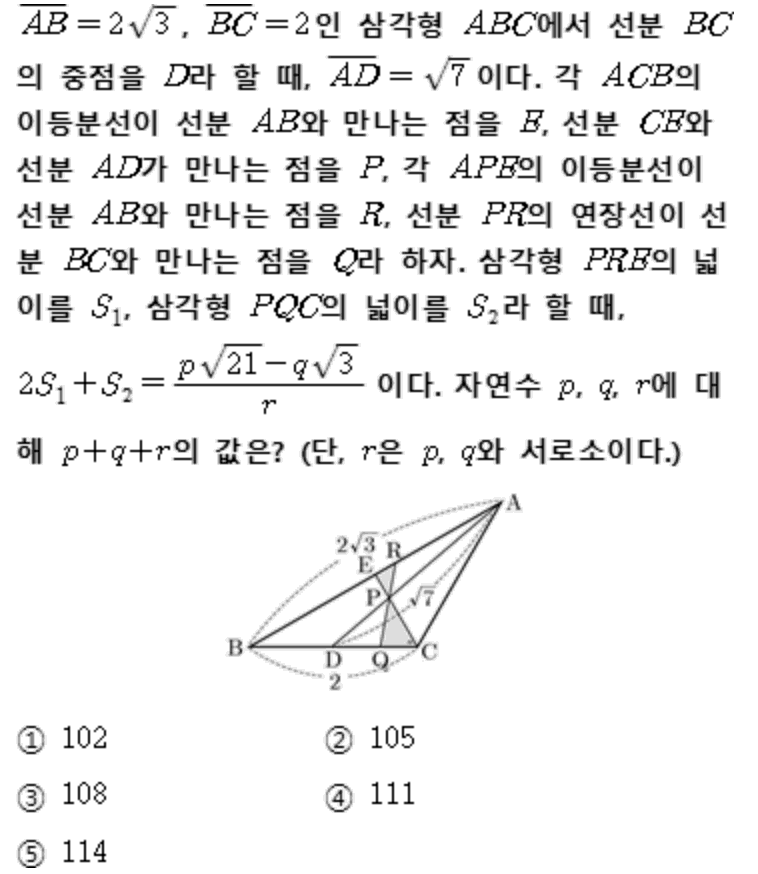 AB=2√3, BC=2인 삼각형 ABC에서 선분 BC
의 중점을 D라 할 때, AD=√7이다. 각 ACB의
이등분선이 선분 AB와 만나는 점을 E, 선분 CE와
선분 AD가 만나는 점을 P, 각 APE의 이등분선이
선분 AB와 만나는 점을 R, 선분 PR의 연장선이 선
분 BC와 만나는 점을 Q라 하자. 삼각형 PRE의 넓
이를 S₁, 삼각형 PQC의 넓이를 S₂라 할 때,
2S₁+S₂=(p√21-q√3)/r 이다. 자연수 p, q, r에 대
해 p+q+r의 값은? (단, r은 p, q와 서로소이다.)
A
2√3 R
E
P √7
B D Q C
2
① 102 ② 105
③ 108 ④ 111
⑤ 114